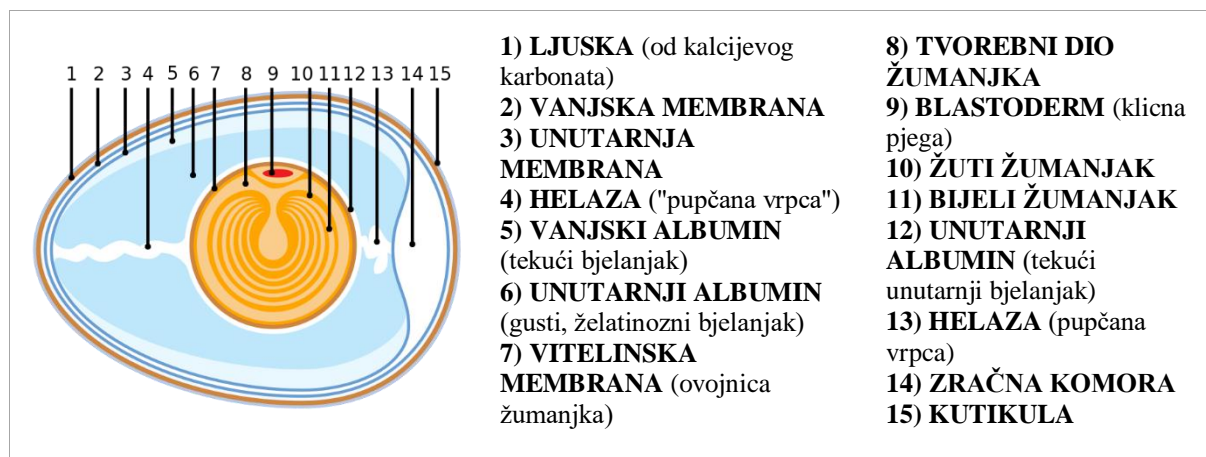 1 2 3 4 5 7 8 9 10 11 12 13 14 15
6
1) LJUSKA (od kalcijevog
karbonata)
2) VANJSKA MEMBRANA
3) UNUTARNJA
MEMBRANA
4) HELAZA ("pupčana vrpca")
5) VANJSKI ALBUMIN
(tekući bjelanjak)
6) UNUTARNJI ALBUMIN
(gusti, želatinozni bjelanjak)
7) VITELINSKA
MEMBRANA (ovojnica
žumanjka)
8) TVOREBNI DIO
ŽUMANJKA
9) BLASTODERM (klicna
pjega)
10) ŽUTI ŽUMANJAK
11) BIJELI ŽUMANJAK
12) UNUTARNJI
ALBUMIN (tekući
unutarnji bjelanjak)
13) HELAZA (pupčana
vrpca)
14) ZRAČNA KOMORA
15) KUTIKULA